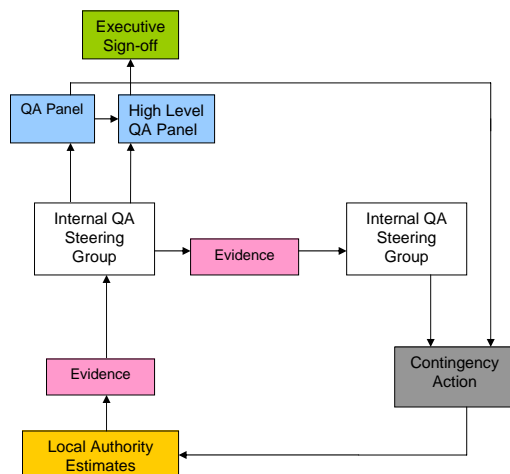 Executive
Sign-off
QA Panel
High Level
QA Panel
Internal QA
Steering
Group
Internal QA
Steering
Group
Evidence
Evidence
Contingency
Action
Local Authority
Estimates